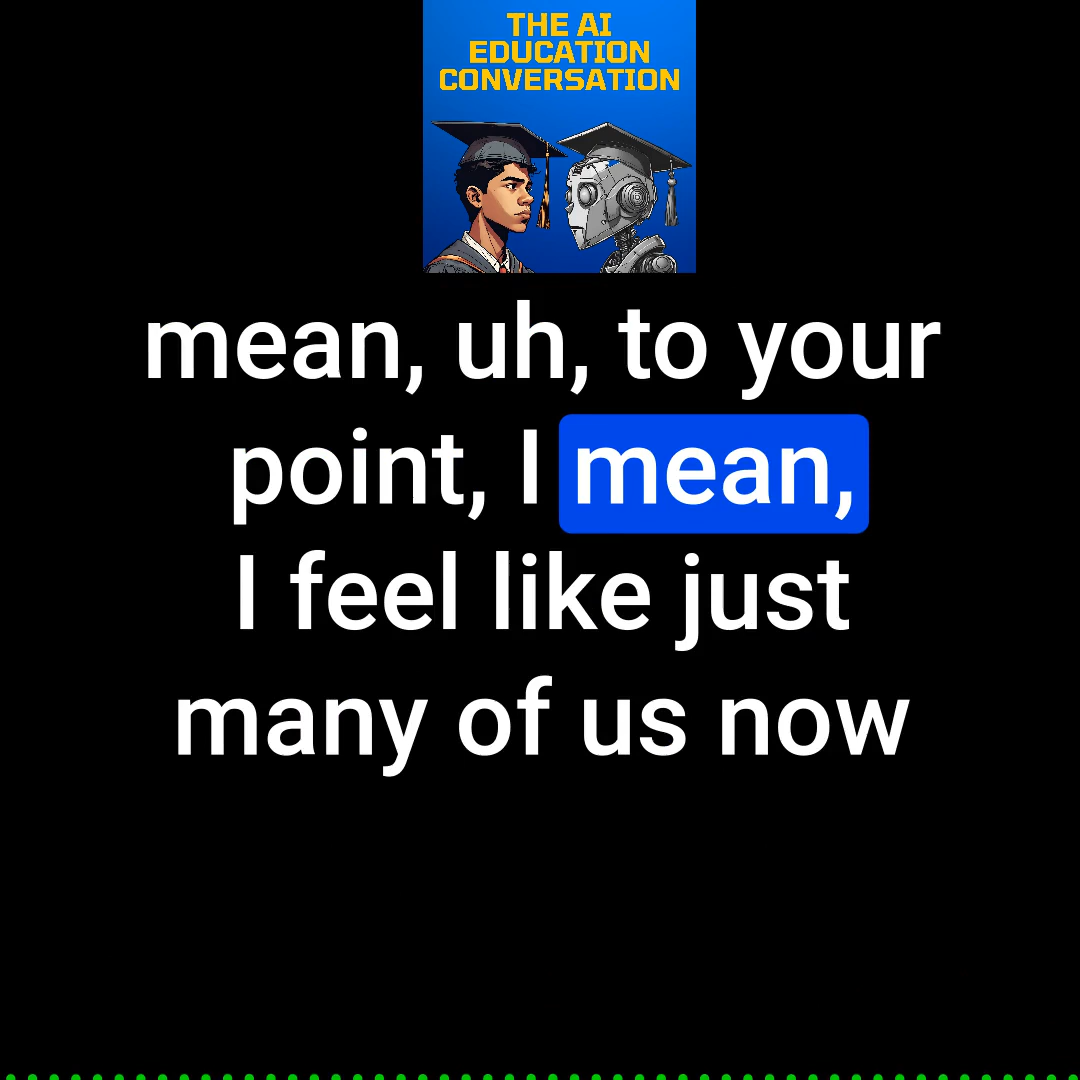 THE AI
EDUCATION
CONVERSATION
mean, uh, to your
point, I mean,
I feel like just
many of us now